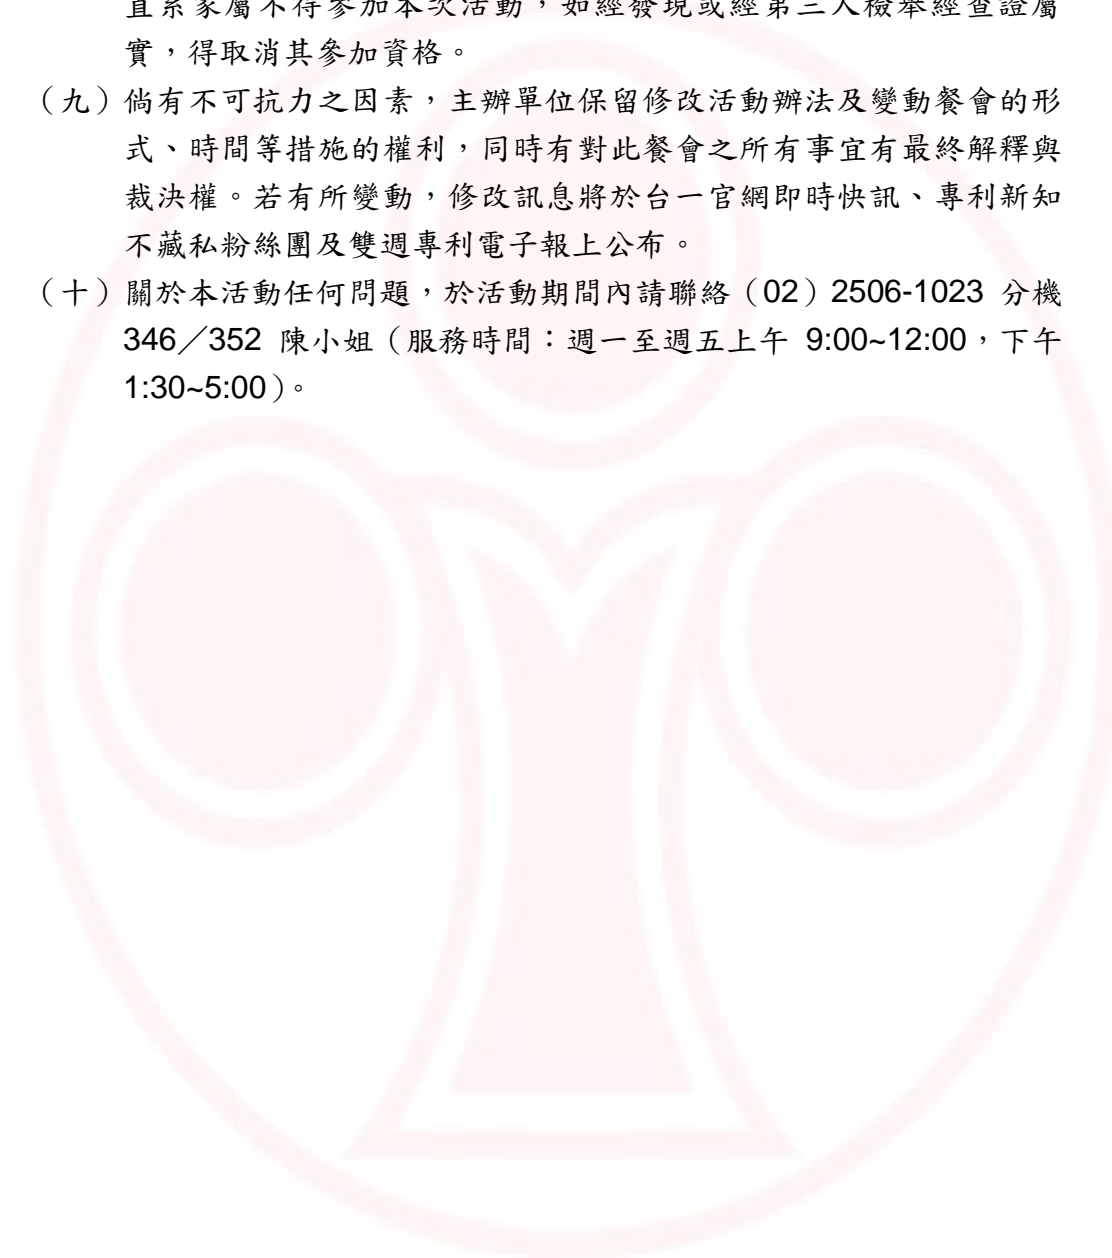 直系家屬不得參加本次活動，如經發現或經第三人檢舉經查證屬
實，得取消其參加資格。
（九）倘有不可抗力之因素，主辦單位保留修改活動辦法及變動餐會的形
式、時間等措施的權利，同時有對此餐會之所有事宜有最終解釋與
裁決權。若有所變動，修改訊息將於台一官網即時快訊、專利新知
不藏私粉絲團及雙週專利電子報上公布。
（十）關於本活動任何問題，於活動期間內請聯絡（02）2506-1023 分機
346／352 陳小姐（服務時間：週一至週五上午 9:00~12:00，下午
1:30~5:00）。